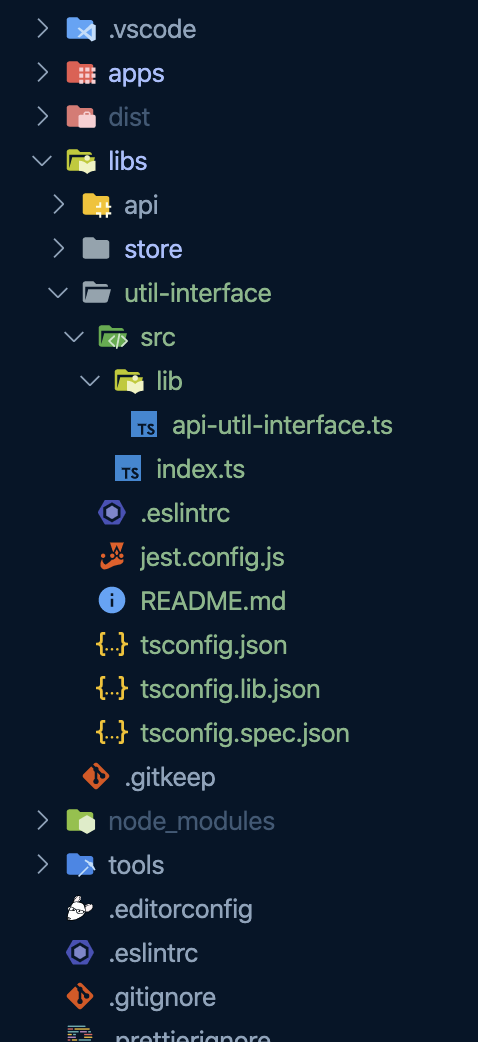 .vscode
apps
dist
libs
api
store
util-interface
src
lib
TS api-util-interface.ts
TS index.ts
.eslintrc
jest.config.js
i README.md
{...} tsconfig.json
{...} tsconfig.lib.json
{...} tsconfig.spec.json
.gitkeep
node_modules
tools
.editorconfig
.eslintrc
.gitignore
.prettierignore